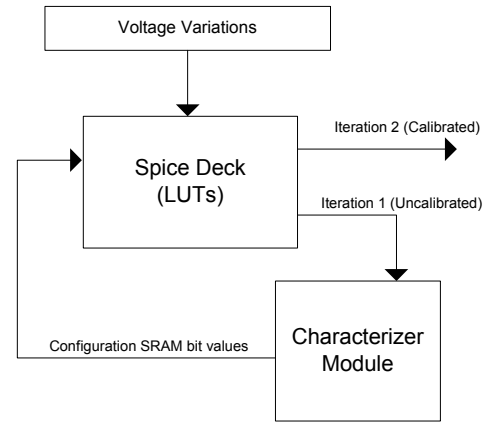 Voltage Variations
Iteration 2 (Calibrated)
Spice Deck
(LUTs)
Iteration 1 (Uncalibrated)
Characterizer
Module
Configuration SRAM bit values